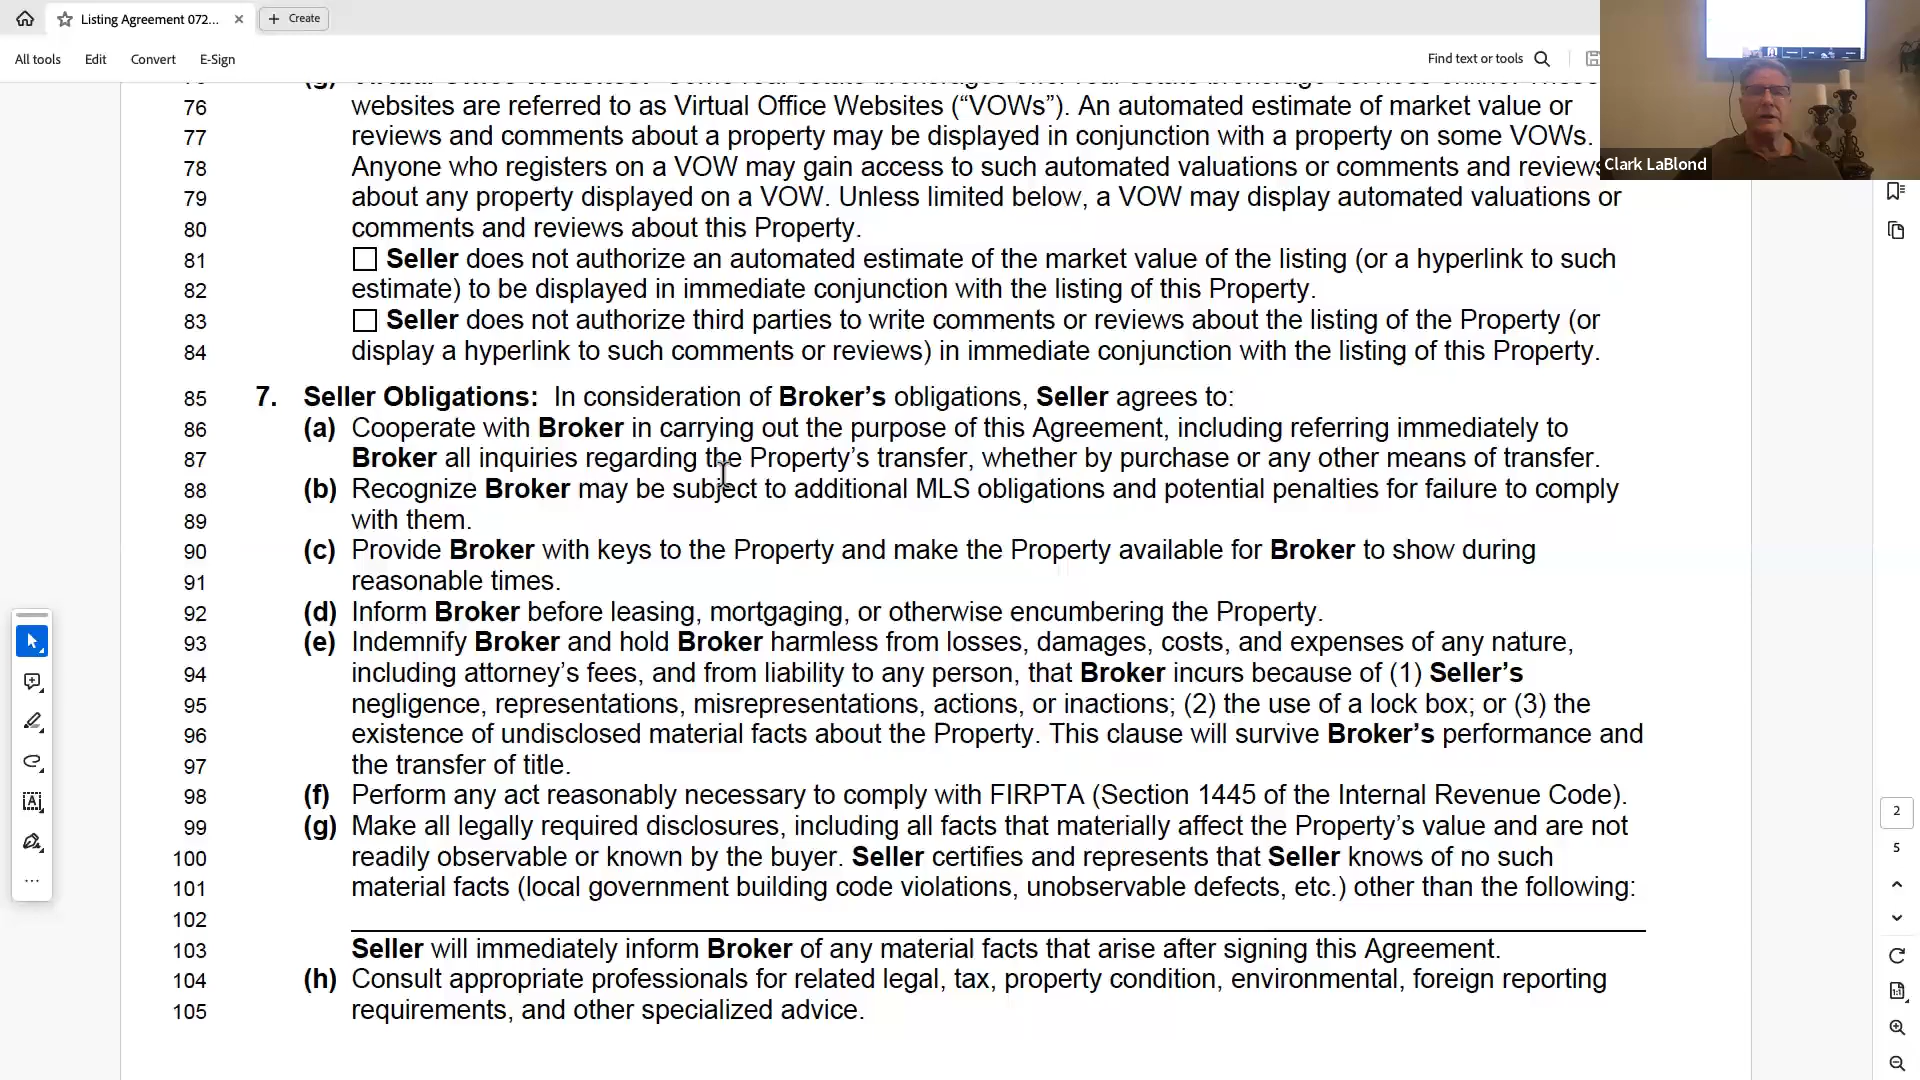 Listing Agreement 072...
Create
All tools
Edit
Convert
E-Sign
Find text or tools
76 websites are referred to as Virtual Office Websites (“VOWs”). An automated estimate of market value or
77 reviews and comments about a property may be displayed in conjunction with a property on some VOWs.
78 Anyone who registers on a VOW may gain access to such automated valuations or comments and reviews
79 about any property displayed on a VOW. Unless limited below, a VOW may display automated valuations or
80 comments and reviews about this Property.
81 Seller does not authorize an automated estimate of the market value of the listing (or a hyperlink to such
82 estimate) to be displayed in immediate conjunction with the listing of this Property.
83 Seller does not authorize third parties to write comments or reviews about the listing of the Property (or
84 display a hyperlink to such comments or reviews) in immediate conjunction with the listing of this Property.
85 7. Seller Obligations: In consideration of Broker’s obligations, Seller agrees to:
86 (a) Cooperate with Broker in carrying out the purpose of this Agreement, including referring immediately to
87 Broker all inquiries regarding the Property’s transfer, whether by purchase or any other means of transfer.
88 (b) Recognize Broker may be subject to additional MLS obligations and potential penalties for failure to comply
89 with them.
90 (c) Provide Broker with keys to the Property and make the Property available for Broker to show during
91 reasonable times.
92 (d) Inform Broker before leasing, mortgaging, or otherwise encumbering the Property.
93 (e) Indemnify Broker and hold Broker harmless from losses, damages, costs, and expenses of any nature,
94 including attorney’s fees, and from liability to any person, that Broker incurs because of (1) Seller’s
95 negligence, representations, misrepresentations, actions, or inactions; (2) the use of a lock box; or (3) the
96 existence of undisclosed material facts about the Property. This clause will survive Broker’s performance and
97 the transfer of title.
98 (f) Perform any act reasonably necessary to comply with FIRPTA (Section 1445 of the Internal Revenue Code).
99 (g) Make all legally required disclosures, including all facts that materially affect the Property’s value and are not
100 readily observable or known by the buyer. Seller certifies and represents that Seller knows of no such
101 material facts (local government building code violations, unobservable defects, etc.) other than the following:
102
103 Seller will immediately inform Broker of any material facts that arise after signing this Agreement.
104 (h) Consult appropriate professionals for related legal, tax, property condition, environmental, foreign reporting
105 requirements, and other specialized advice.
Clark LaBlond
2
5